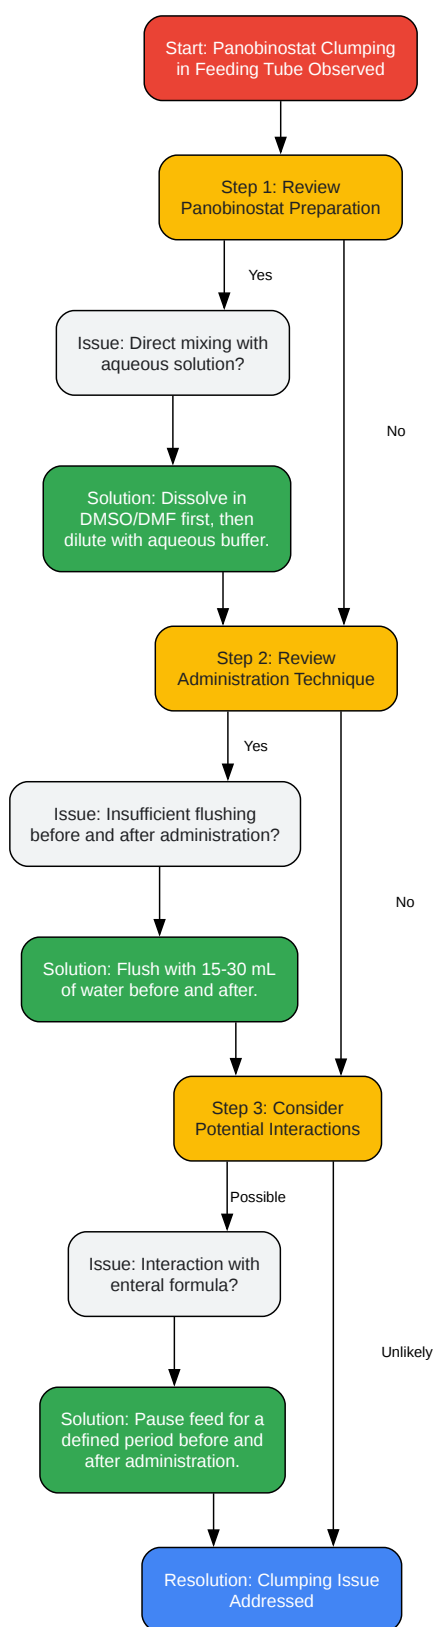 Start: Panobinostat Clumping
in Feeding Tube Observed
Step 1: Review
Panobinostat Preparation
Yes
Issue: Direct mixing with
aqueous solution?
No
Solution: Dissolve in
DMSO/DMF first, then
dilute with aqueous buffer.
Step 2: Review
Administration Technique
Yes
Issue: Insufficient flushing
before and after administration?
No
Solution: Flush with 15-30 mL
of water before and after.
Step 3: Consider
Potential Interactions
Possible
Issue: Interaction with
enteral formula?
Unlikely
Solution: Pause feed for a
defined period before and
after administration.
Resolution: Clumping Issue
Addressed